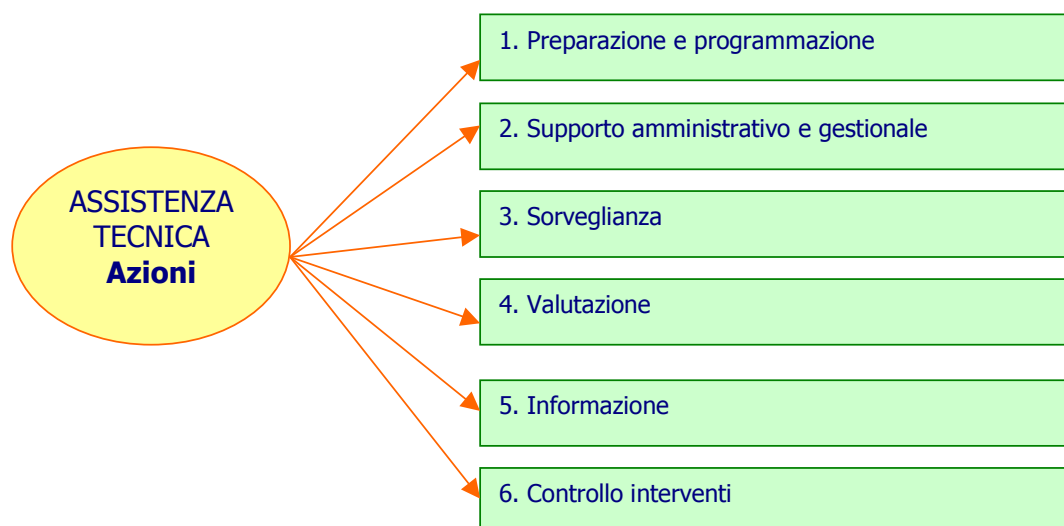 ASSISTENZA
TECNICA
Azioni
1. Preparazione e programmazione
2. Supporto amministrativo e gestionale
3. Sorveglianza
4. Valutazione
5. Informazione
6. Controllo interventi